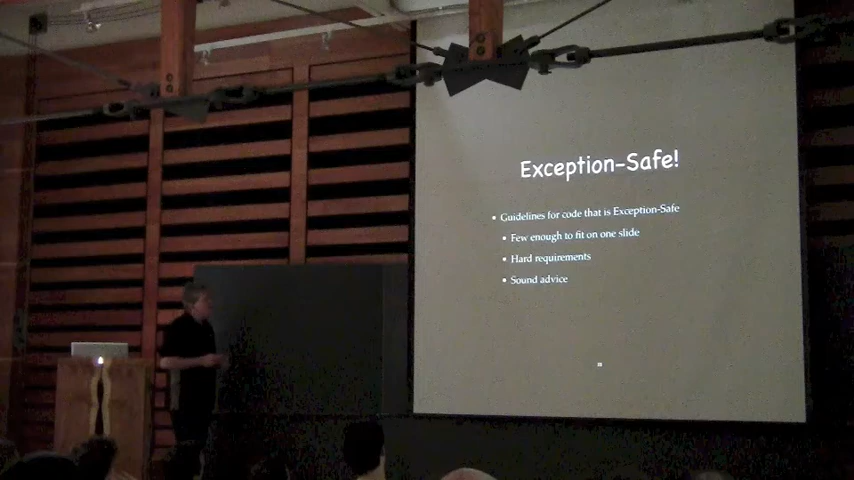 Exception-Safe!
Guidelines for code that is Exception-Safe
Few enough to fit on one slide
Hard requirements
Sound advice